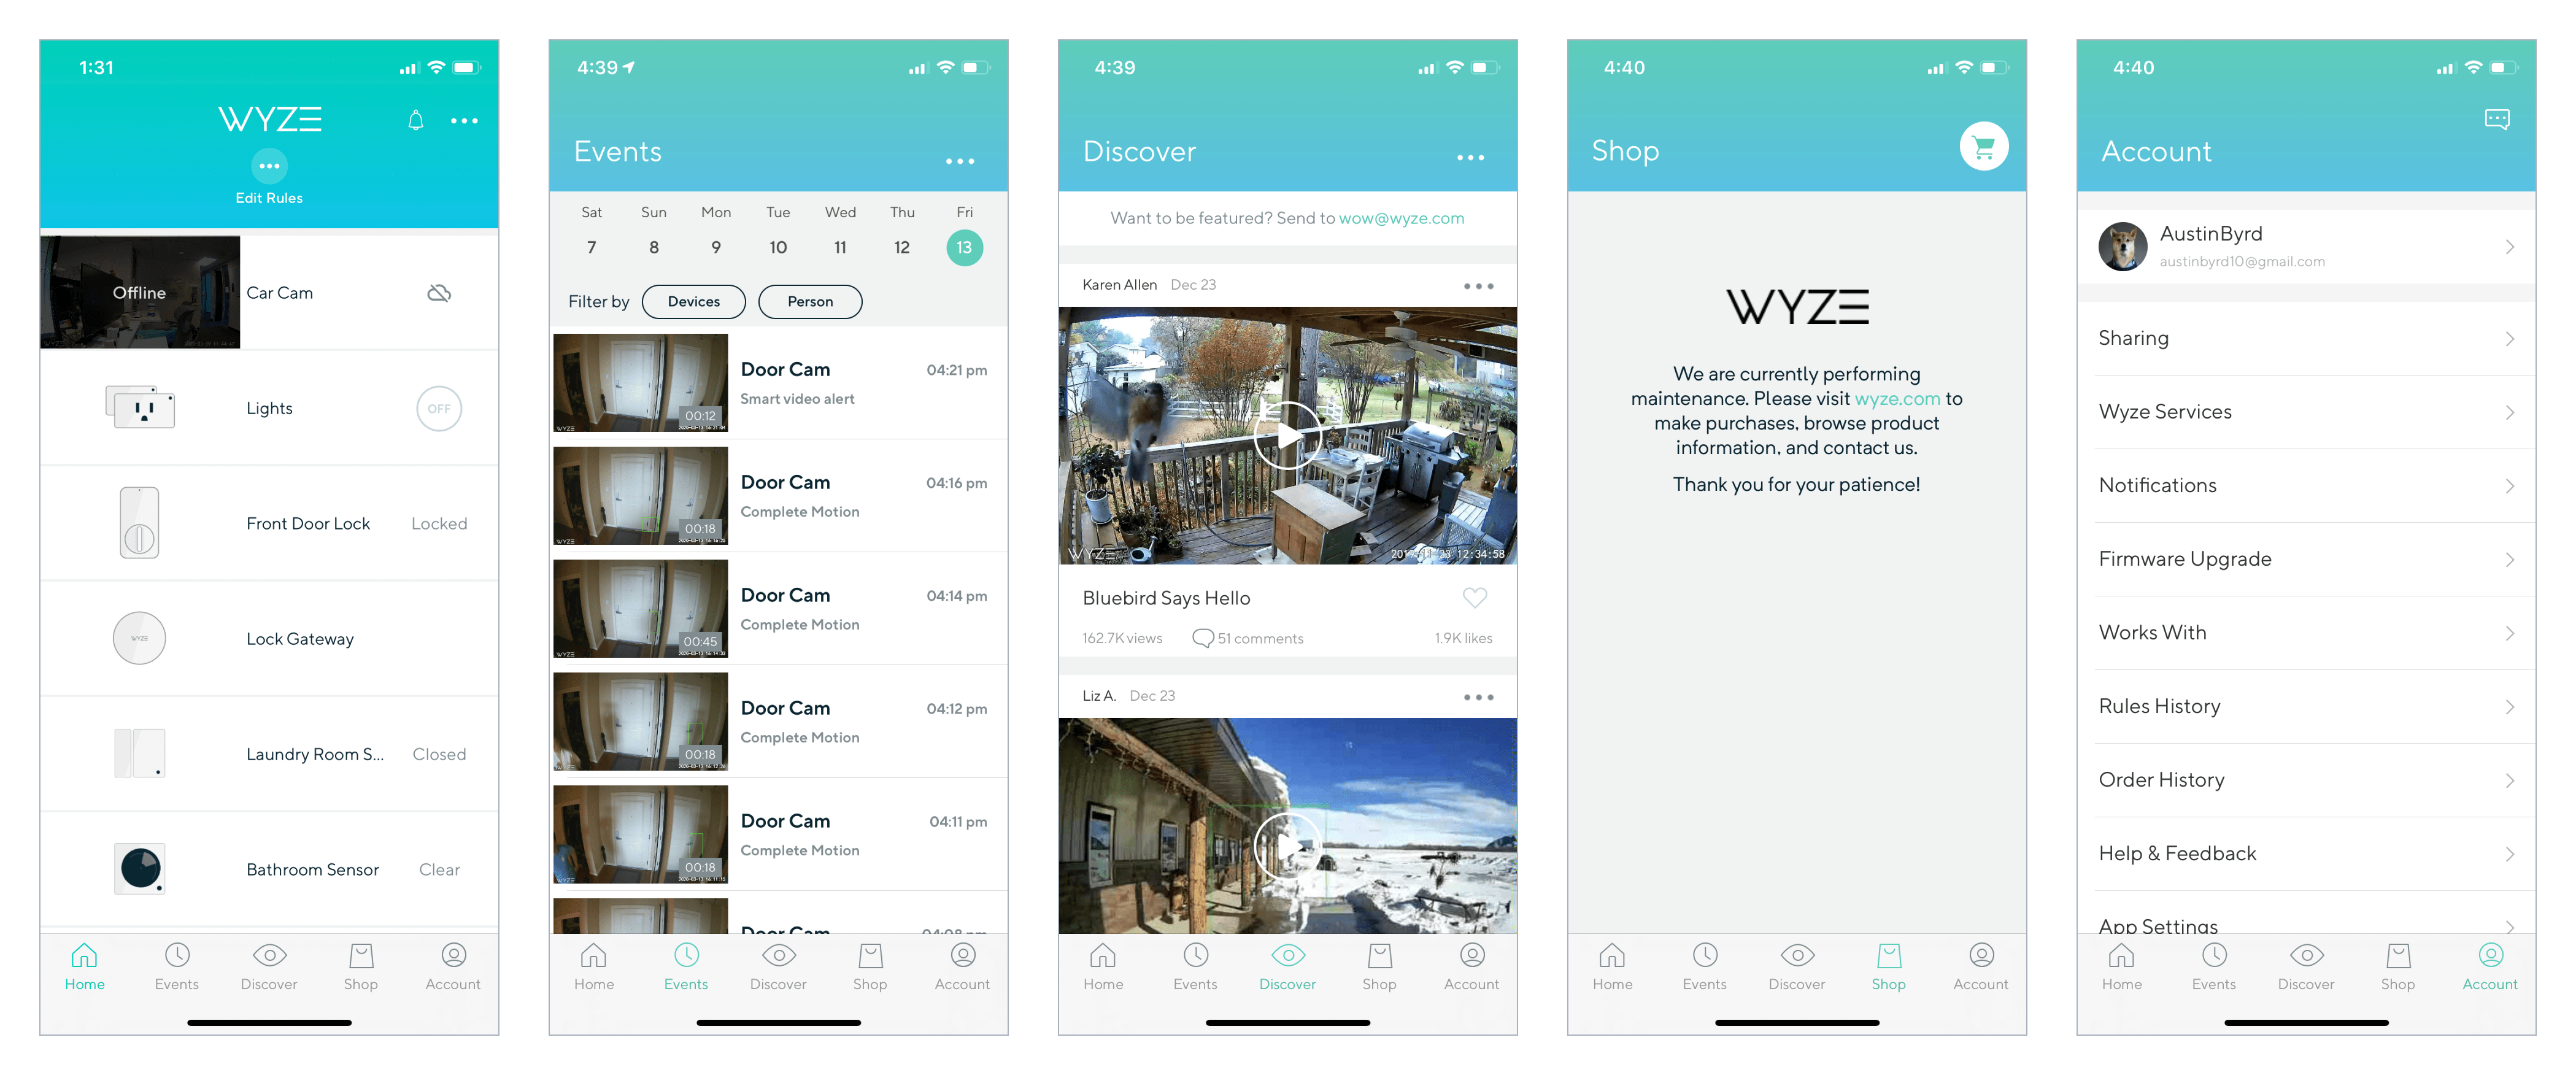 1:31
WYZE
Edit Rules
Offline
Car Cam
Lights
OFF
Front Door Lock
Locked
WYZE
Lock Gateway
Laundry Room S...
Closed
Bathroom Sensor
Clear
Home
Events
Discover
Shop
Account
4:39
Events
Sat Sun Mon Tue Wed Thu Fri
7 8 9 10 11 12 13
Filter by Devices Person
Door Cam 04:21 pm
Smart video alert
00:12
WYZE
Door Cam 04:16 pm
Complete Motion
00:18
WYZE
Door Cam 04:14 pm
Complete Motion
00:45
WYZE
Door Cam 04:12 pm
Complete Motion
00:18
WYZE
Door Cam 04:11 pm
Complete Motion
00:18
WYZE
Door Cam 04:08 pm
Home
Events
Discover
Shop
Account
4:39
Discover
Want to be featured? Send to wow@wyze.com
Karen Allen Dec 23
WYZE
12:34:58
Bluebird Says Hello
162.7K views 51 comments 1.9K likes
Liz A. Dec 23
Home
Events
Discover
Shop
Account
4:40
Shop
WYZE
We are currently performing
maintenance. Please visit wyze.com to
make purchases, browse product
information, and contact us.
Thank you for your patience!
Home
Events
Discover
Shop
Account
4:40
Account
AustinByrd
austinbyrd10@gmail.com
Sharing
Wyze Services
Notifications
Firmware Upgrade
Works With
Rules History
Order History
Help & Feedback
App Settings
Home
Events
Discover
Shop
Account